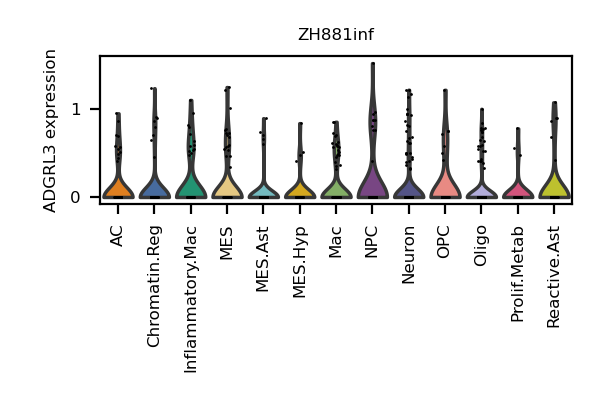 ZH881inf
ADGRL3 expression
1
0
AC
Chromatin.Reg
Inflammatory.Mac
MES
MES.Ast
MES.Hyp
Mac
NPC
Neuron
OPC
Oligo
Prolif.Metab
Reactive.Ast